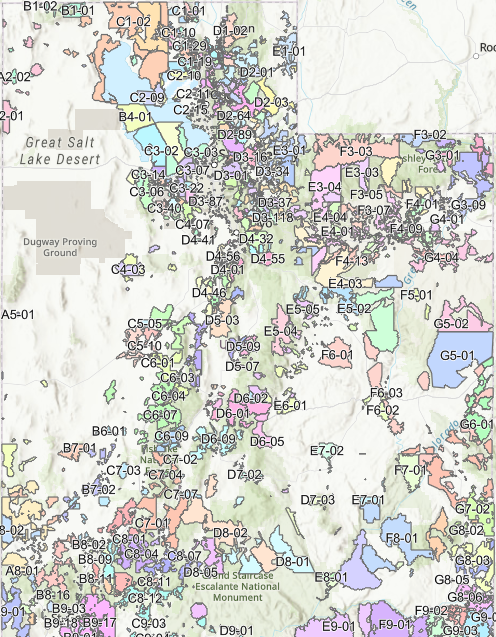 B1-02
B1-01
C1-01
C1-02
C1-10
D1-02
C1-29
E1-01
C1-19
C2-10
D2-01
A2-02
C2-11
C2-09
D2-03
C2-15
B4-01
D2-64
D2-89
F3-02
Great Salt
Lake Desert
C3-02
C3-03
D3-16
E3-01
F3-03
G3-01
C3-14
C3-07
D3-01
D3-34
E3-03
Fore
C3-06
C3-22
E3-04
F3-05
C3-40
D3-87
D3-37
F3-07
F4-01
G3-09
D3-118
E4-04
G4-01
C4-07
E4-01
F4-09
Dugway Proving
Ground
D4-41
D4-32
D4-56
D4-55
F4-13
G4-04
C4-03
D4-01
E4-03
D4-46
F5-01
A5-01
E5-05
E5-02
C5-05
D5-03
E5-04
G5-02
C5-10
D5-09
F6-01
G5-01
C6-01
D5-07
C6-03
C6-04
D6-02
F6-03
C6-07
D6-01
E6-01
F6-02
B6-01
C6-09
D6-09
D6-05
G6-01
B7-01
E7-02
C7-02
C7-03
C7-04
D7-02
F7-01
B7-02
C7-07
D7-03
E7-01
G7-02
C7-01
D8-02
G8-02
C8-01
F8-01
B8-02
C8-04
C8-07
B8-09
D8-01
G8-03
A8-01
D8-05
B8-11
C8-11
E8-01
G8-05
B8-16
C8-12
Escalante National
Monument
G8-06
B9-03
F9-02
B9-18
B9-17
C9-03
D9-01
E9-01
F9-01
G9-03